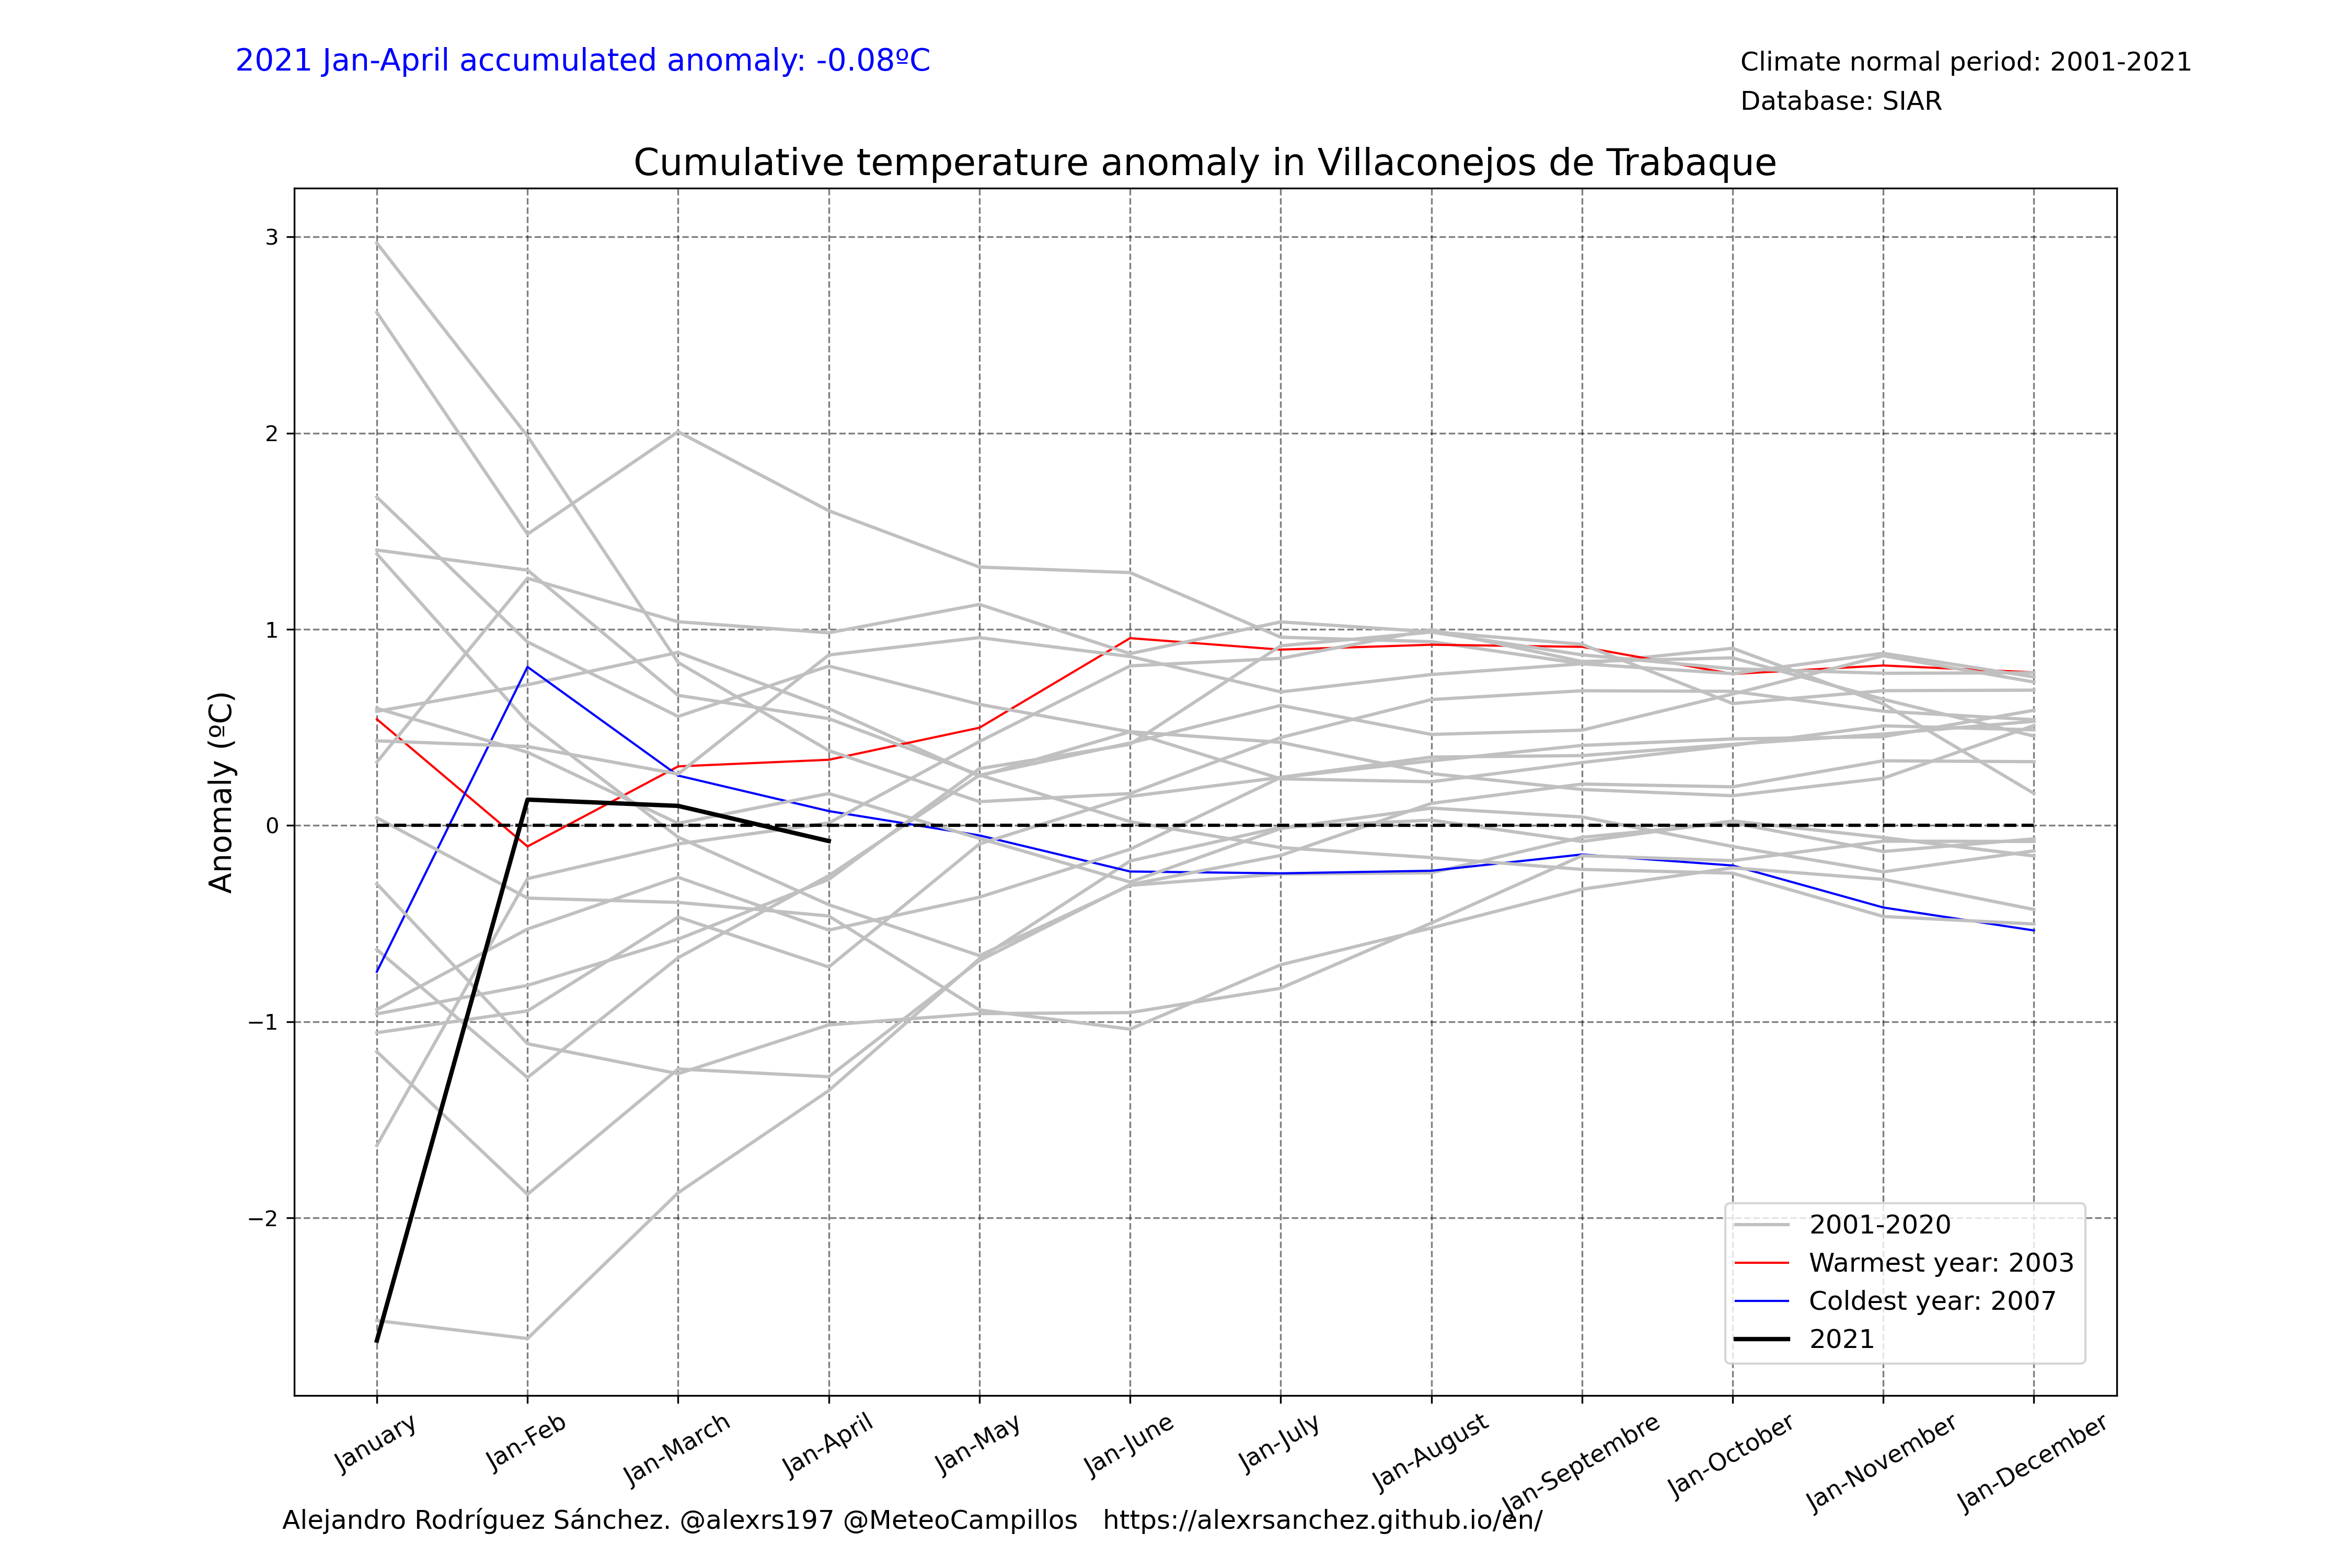 2021 Jan-April accumulated anomaly: -0.08ºC
Climate normal period: 2001-2021
Database: SIAR
Cumulative temperature anomaly in Villaconejos de Trabaque
Anomaly (ºC)
3
2
1
0
−1
−2
2001-2020
Warmest year: 2003
Coldest year: 2007
2021
January
Jan-Feb
Jan-March
Jan-April
Jan-May
Jan-June
Jan-July
Jan-August
Jan-Septembre
Jan-October
Jan-November
Jan-December
Alejandro Rodríguez Sánchez. @alexrs197 @MeteoCampillos https://alexrsanchez.github.io/en/